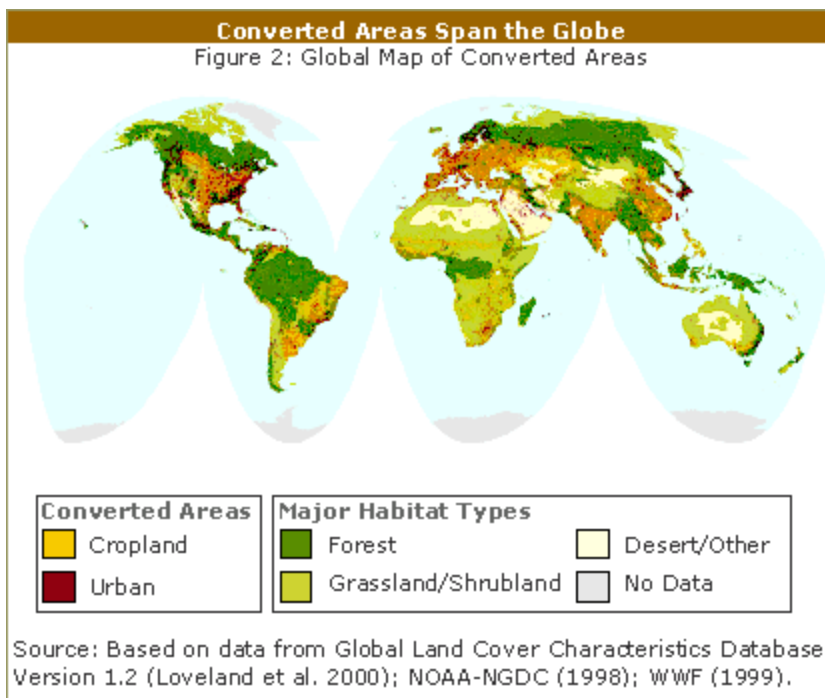 Converted Areas Span the Globe
Figure 2: Global Map of Converted Areas
Converted Areas
Cropland
Urban
Major Habitat Types
Forest
Desert/Other
Grassland/Shrubland
No Data
Source: Based on data from Global Land Cover Characteristics Database
Version 1.2 (Loveland et al. 2000); NOAA-NGDC (1998); WWF (1999).